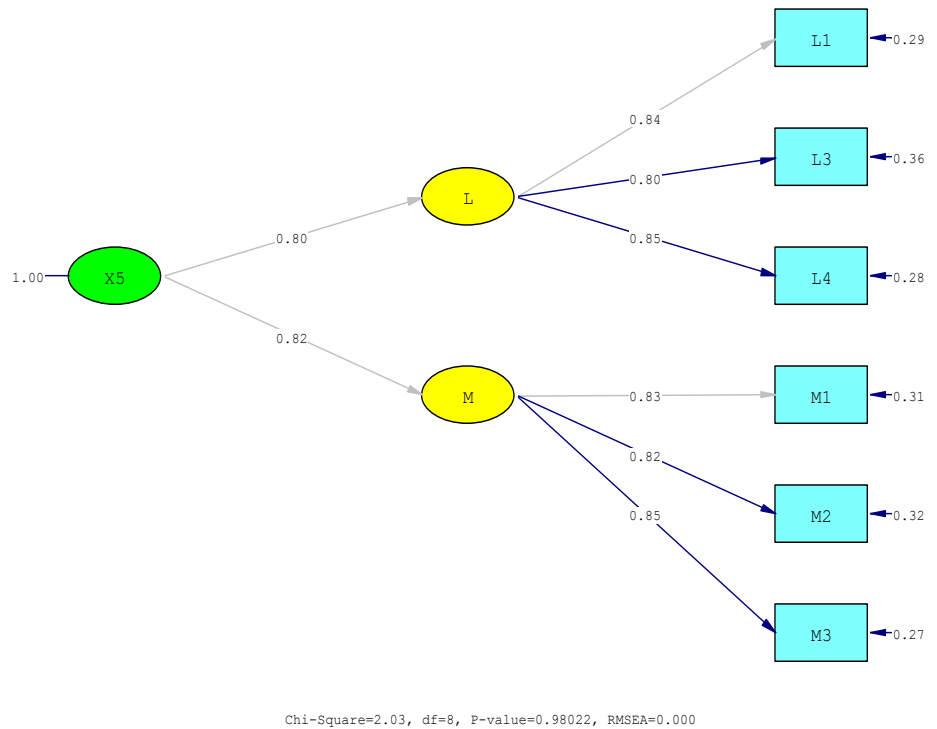 L1
0.29
0.84
L3
0.36
0.80
L
0.80
0.85
L4
0.28
1.00
X5
0.82
M
0.83
M1
0.31
0.82
M2
0.32
0.85
M3
0.27
Chi-Square=2.03, df=8, P-value=0.98022, RMSEA=0.000